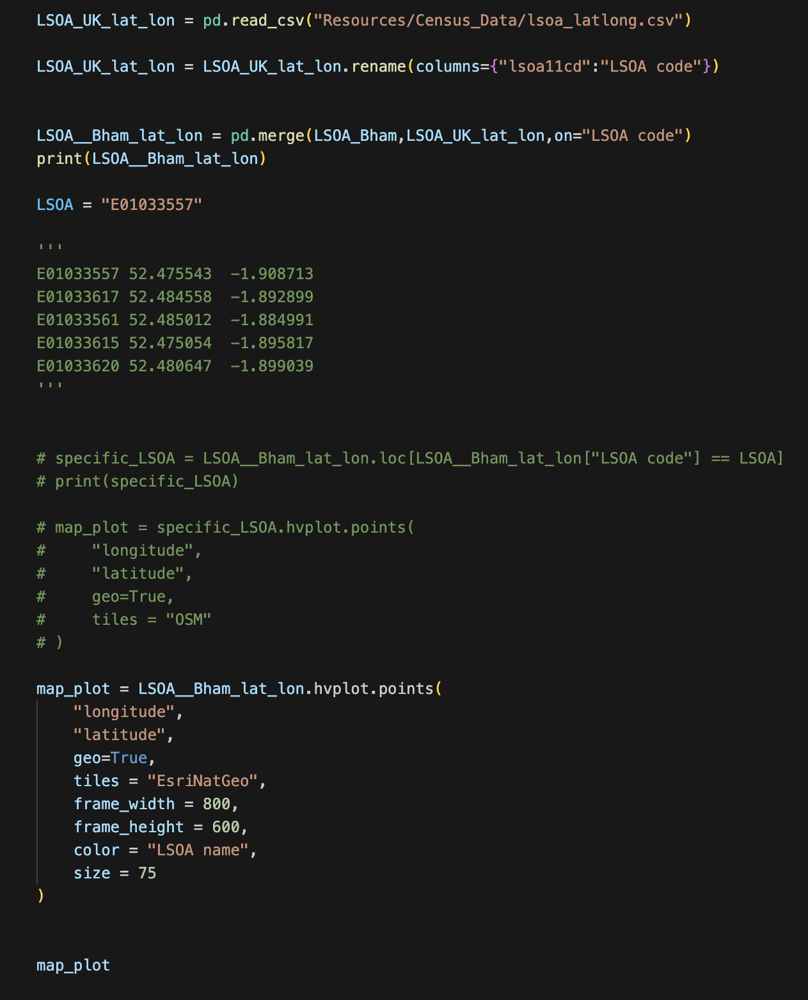 LSOA_UK_lat_lon = pd.read_csv("Resources/Census_Data/lsoa_latlong.csv")
LSOA_UK_lat_lon = LSOA_UK_lat_lon.rename(columns={"lsoa11cd":"LSOA code"})
LSOA__Bham_lat_lon = pd.merge(LSOA_Bham,LSOA_UK_lat_lon,on="LSOA code")
print(LSOA__Bham_lat_lon)
LSOA = "E01033557"
'''
E01033557 52.475543  -1.908713
E01033617 52.484558  -1.892899
E01033561 52.485012  -1.884991
E01033615 52.475054  -1.895817
E01033620 52.480647  -1.899039
'''
# specific_LSOA = LSOA__Bham_lat_lon.loc[LSOA__Bham_lat_lon["LSOA code"] == LSOA]
# print(specific_LSOA)
# map_plot = specific_LSOA.hvplot.points(
#     "longitude",
#     "latitude",
#     geo=True,
#     tiles = "OSM"
# )
map_plot = LSOA__Bham_lat_lon.hvplot.points(
    "longitude",
    "latitude",
    geo=True,
    tiles = "EsriNatGeo",
    frame_width = 800,
    frame_height = 600,
    color = "LSOA name",
    size = 75
)
map_plot